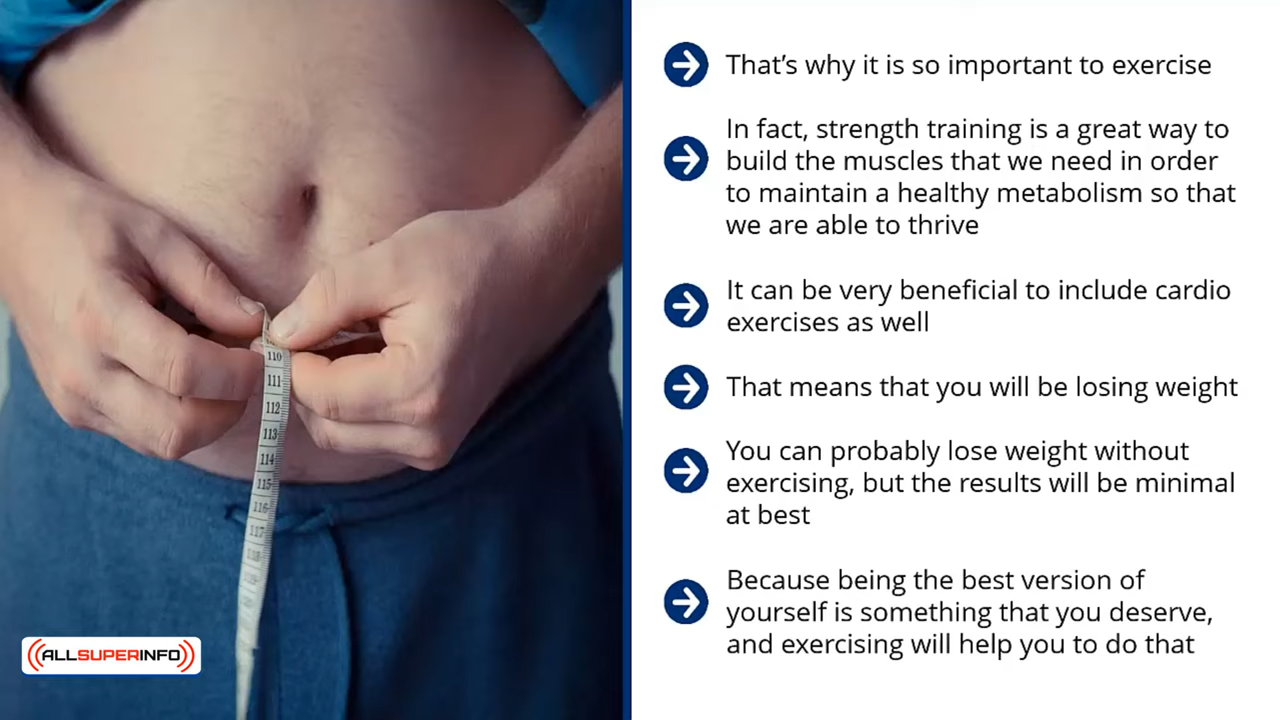 That's why it is so important to exercise
In fact, strength training is a great way to
build the muscles that we need in order
to maintain a healthy metabolism so that
we are able to thrive
It can be very beneficial to include cardio
exercises as well
That means that you will be losing weight
You can probably lose weight without
exercising, but the results will be minimal
at best
Because being the best version of
yourself is something that you deserve,
and exercising will help you to do that
110
111
112
113
114
115
116
117
118
ALLSUPERINFO